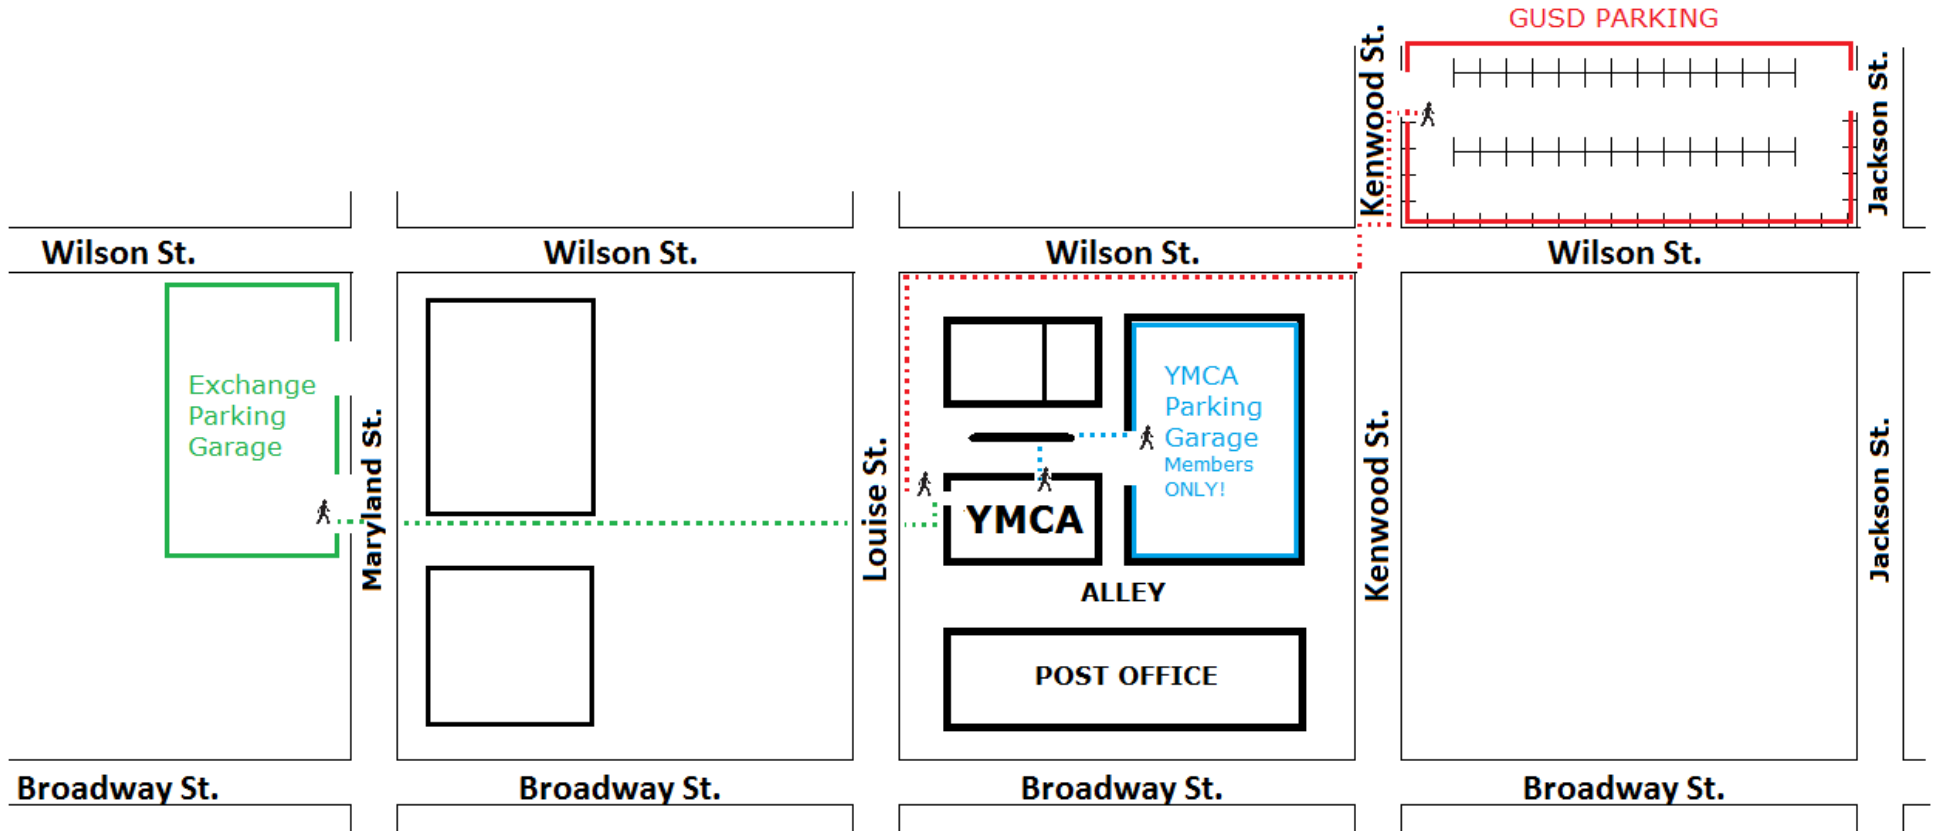 GUSD PARKING
Kenwood St.
Jackson St.
Wilson St.
Wilson St.
Wilson St.
Wilson St.
Exchange
Parking
Garage
Maryland St.
Louise St.
YMCA
Parking
Garage
Members
ONLY!
YMCA
Kenwood St.
Jackson St.
ALLEY
POST OFFICE
Broadway St.
Broadway St.
Broadway St.
Broadway St.